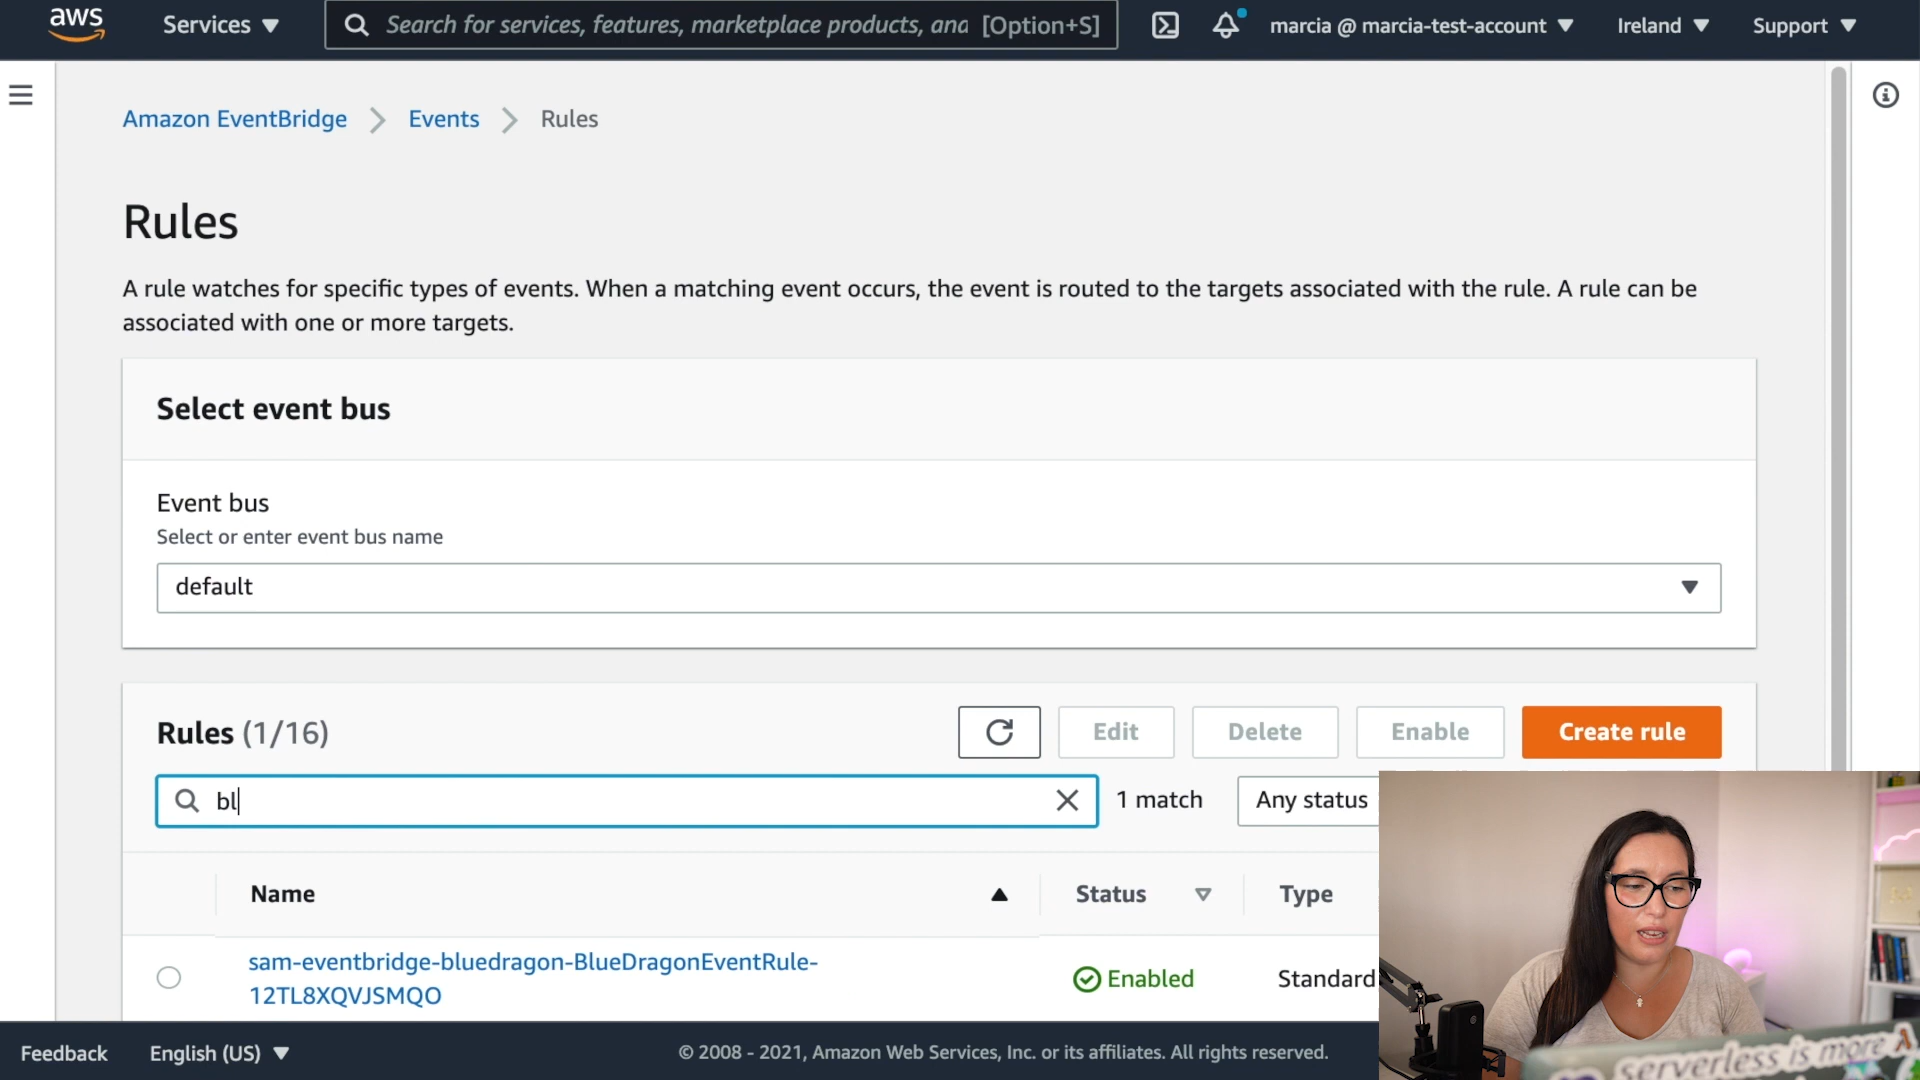 aws
Services
Search for services, features, marketplace products, and [Option+S]
marcia @ marcia-test-account
Ireland
Support
Amazon EventBridge
Events
Rules
Rules
A rule watches for specific types of events. When a matching event occurs, the event is routed to the targets associated with the rule. A rule can be
associated with one or more targets.
Select event bus
Event bus
Select or enter event bus name
default
Rules (1/16)
Edit
Delete
Enable
Create rule
bl
1 match
Any status
Name
Status
Type
sam-eventbridge-bluedragon-BlueDragonEventRule-
12TL8XQVJSMQO
Enabled
Standard
serverless is more
Feedback
English (US)
© 2008 - 2021, Amazon Web Services, Inc. or its affiliates. All rights reserved.